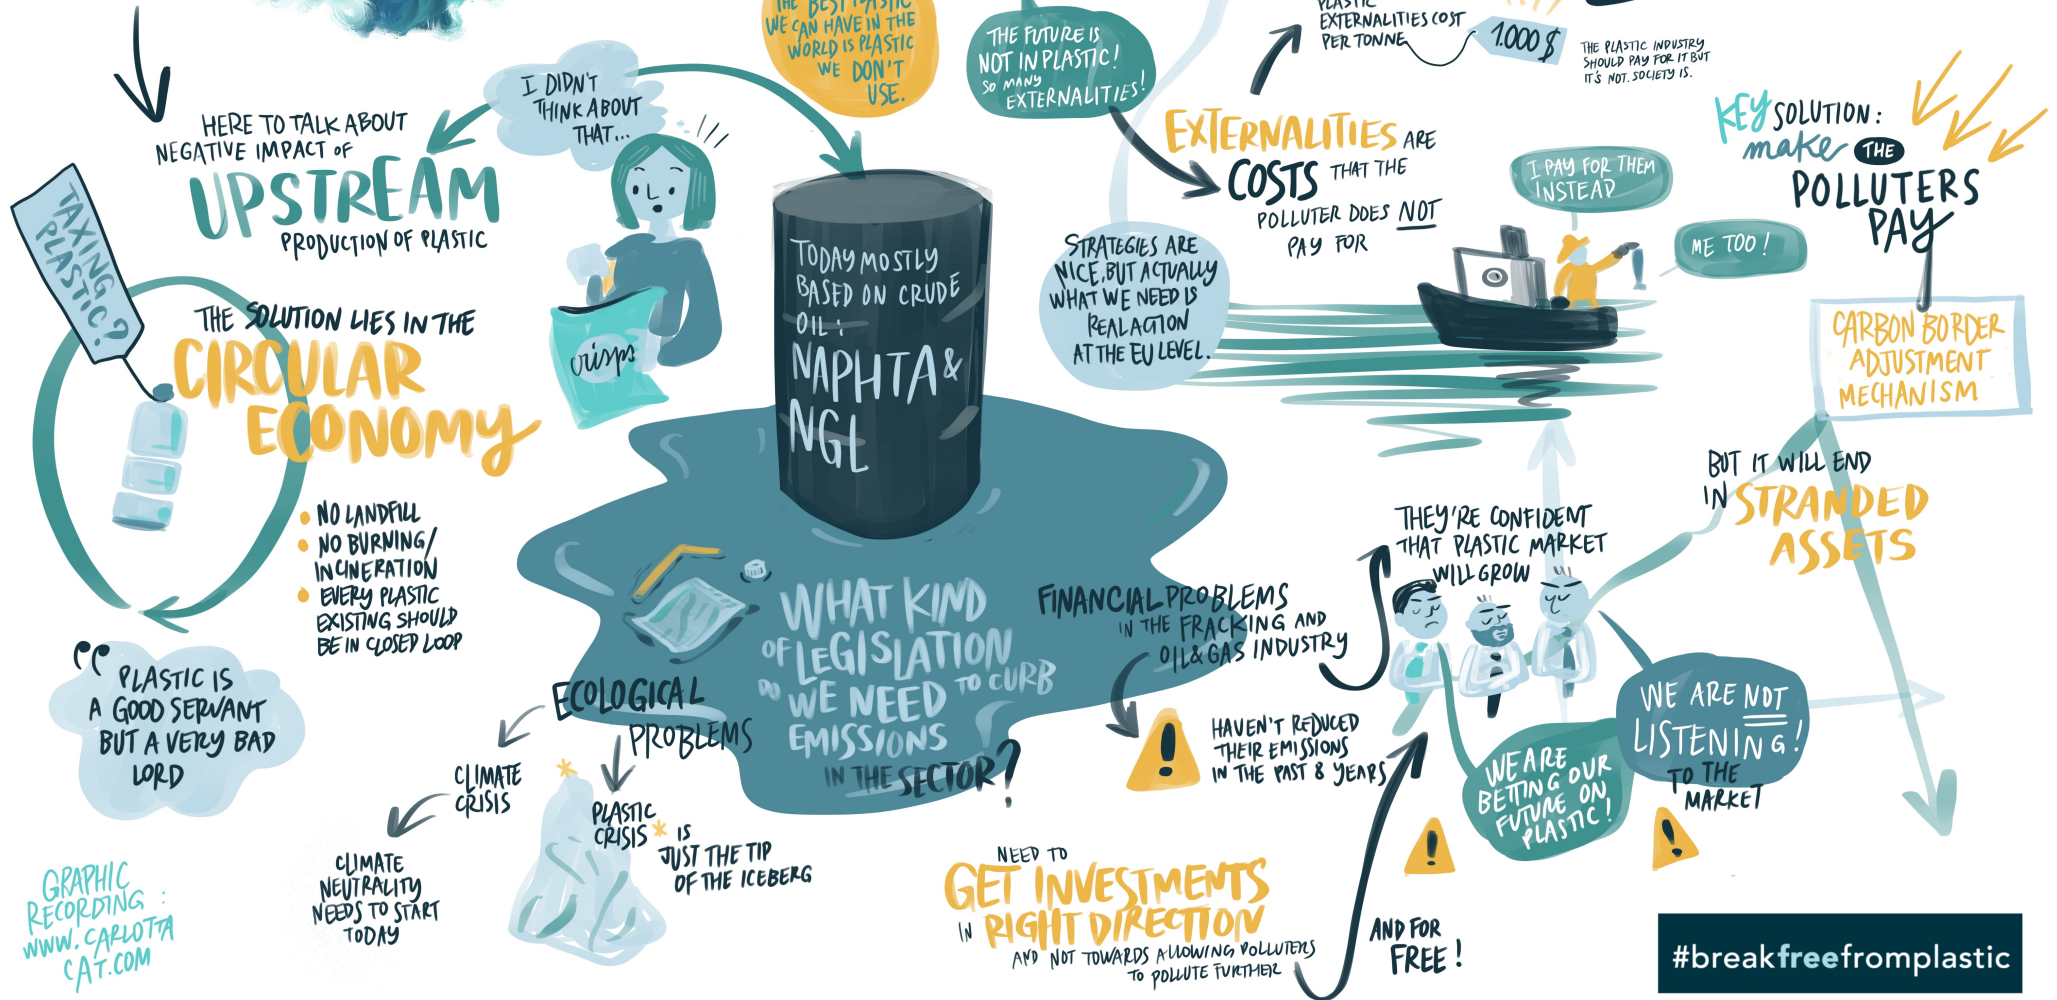 THE BEST PLASTIC
WE CAN HAVE IN THE
WORLD IS PLASTIC
WE DON'T
USE.
THE FUTURE IS
NOT IN PLASTIC!
SO MANY
EXTERNALITIES!
PLASTIC
EXTERNALITIES COST
PER TONNE
1.000 $
THE PLASTIC INDUSTRY
SHOULD PAY FOR IT BUT
IT'S NOT. SOCIETY IS.
I DIDN'T
THINK ABOUT
THAT...
HERE TO TALK ABOUT
NEGATIVE IMPACT OF
UPSTREAM
PRODUCTION OF PLASTIC
TAXING
PLASTIC?
THE SOLUTION LIES IN THE
CIRCULAR
ECONOMY
NO LANDFILL
NO BURNING/
INCINERATION
EVERY PLASTIC
EXISTING SHOULD
BE IN CLOSED LOOP
crisps
"PLASTIC IS
A GOOD SERVANT
BUT A VERY BAD
LORD
TODAY MOSTLY
BASED ON CRUDE
OIL:
NAPHTA &
NGL
EXTERNALITIES ARE
COSTS THAT THE
POLLUTER DOES NOT
PAY FOR
STRATEGIES ARE
NICE, BUT ACTUALLY
WHAT WE NEED IS
REAL ACTION
AT THE EU LEVEL.
I PAY FOR THEM
INSTEAD
ME TOO!
KEY SOLUTION:
make THE
POLLUTERS
PAY
CARBON BORDER
ADJUSTMENT
MECHANISM
BUT IT WILL END
IN STRANDED
ASSETS
THEY'RE CONFIDENT
THAT PLASTIC MARKET
WILL GROW
FINANCIAL PROBLEMS
IN THE FRACKING AND
OIL & GAS INDUSTRY
HAVEN'T REDUCED
THEIR EMISSIONS
IN THE PAST 8 YEARS
WE ARE NOT
LISTENING!
TO THE
MARKET
WE ARE
BETTING OUR
FUTURE ON
PLASTIC!
WHAT KIND
OF LEGISLATION
DO WE NEED TO CURB
EMISSIONS
IN THE SECTOR?
ECOLOGICAL
PROBLEMS
CLIMATE
CRISIS
CLIMATE
NEUTRALITY
NEEDS TO START
TODAY
PLASTIC
CRISIS* IS
JUST THE TIP
OF THE ICEBERG
NEED TO
GET INVESTMENTS
IN RIGHT DIRECTION
AND NOT TOWARDS ALLOWING POLLUTERS
TO POLLUTE FURTHER
AND FOR
FREE!
GRAPHIC
RECORDING:
WWW.CARLOTTA
CAT.COM
#breakfreefromplastic